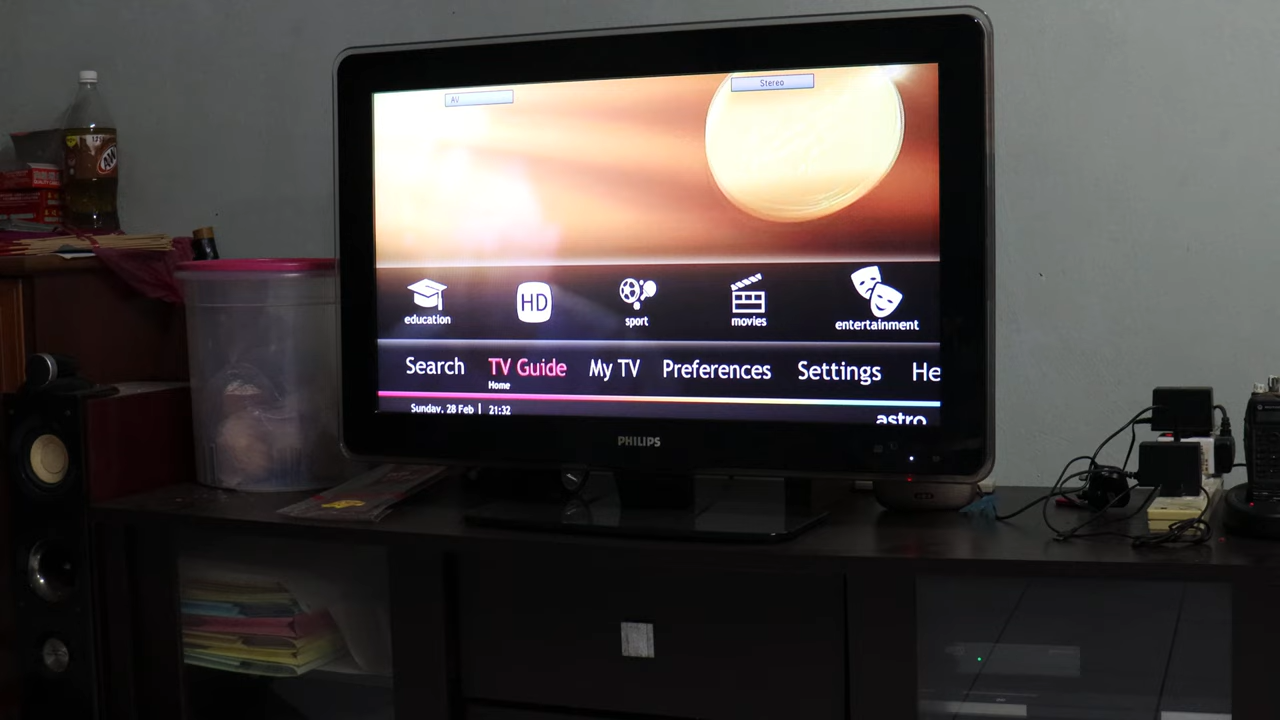 AV
Stereo
A&W
education
HD
sport
movies
entertainment
Search
TV Guide
My TV
Preferences
Settings
He
Home
Sunday, 28 Feb | 21:32
astro
PHILIPS